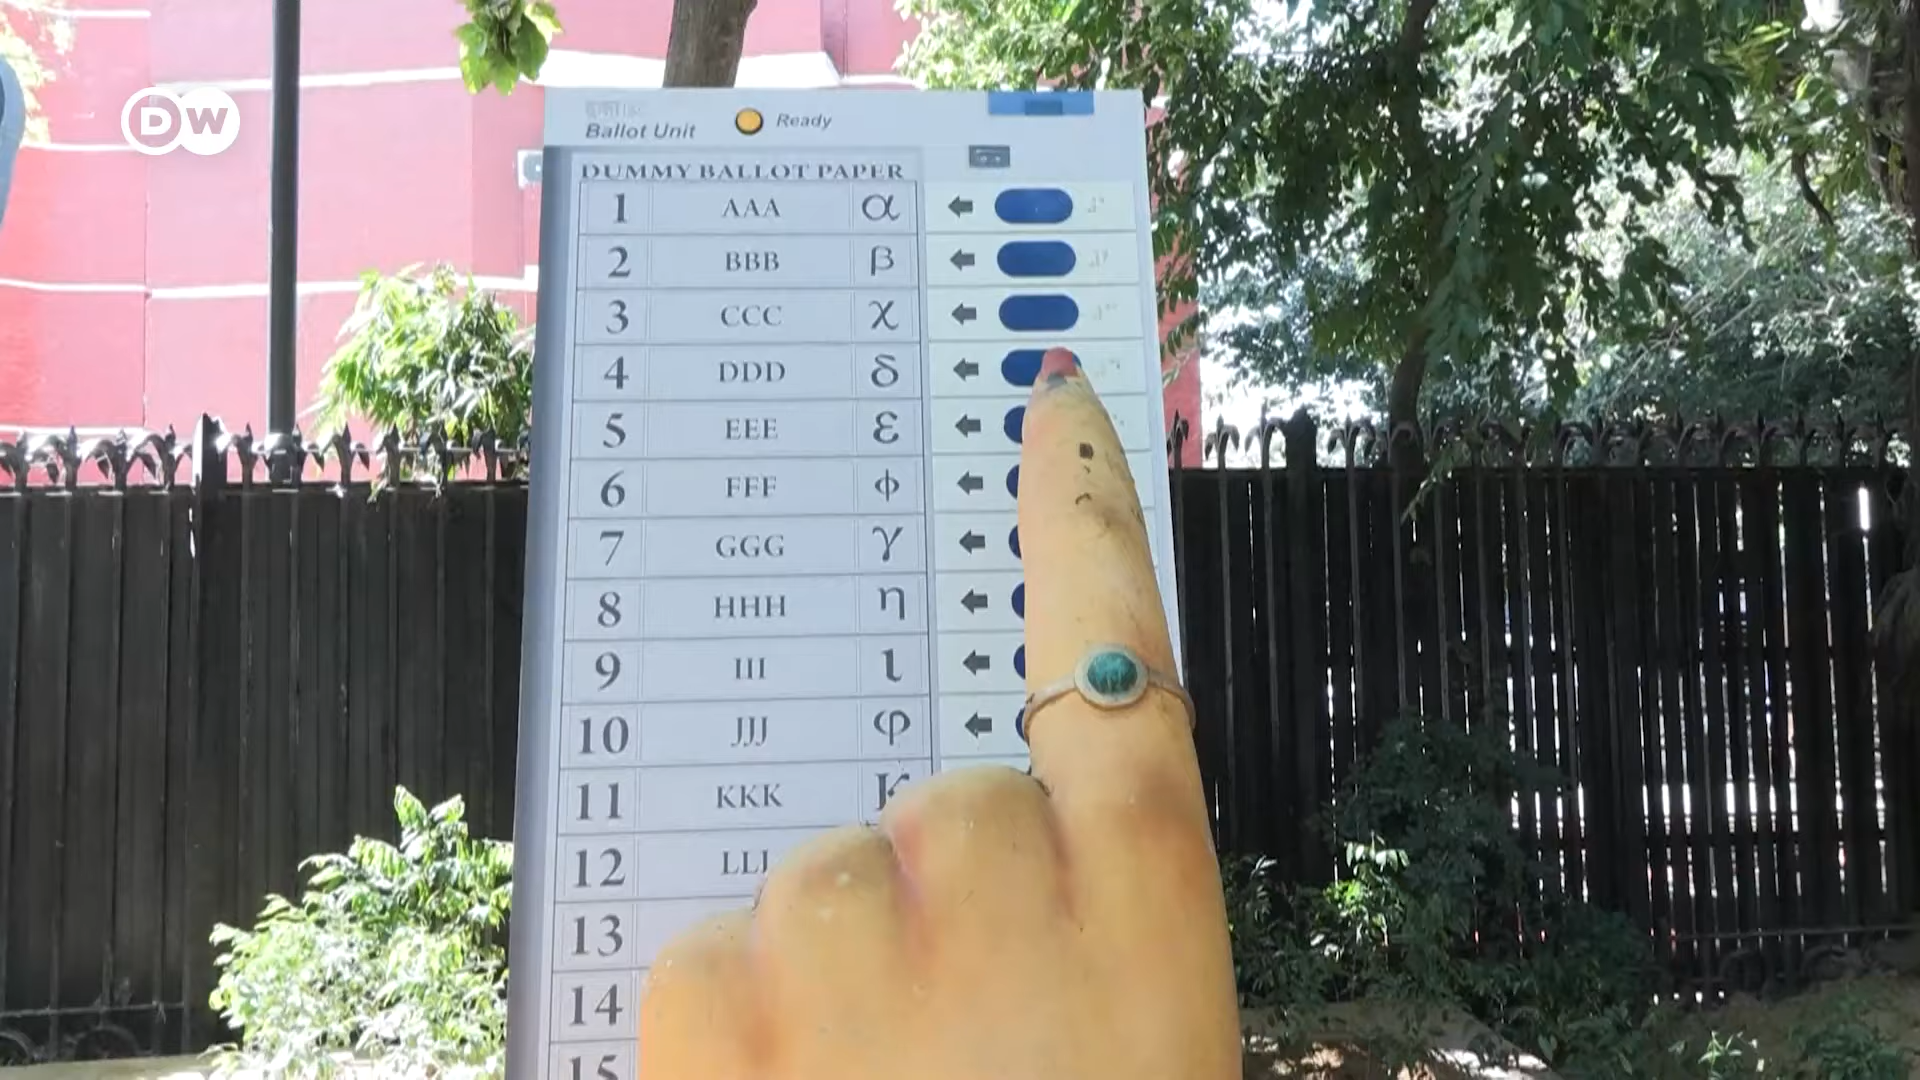 DW
Ballot Unit
Ready
DUMMY BALLOT PAPER
1 AAA α
2 BBB β
3 CCC χ
4 DDD δ
5 EEE ε
6 FFF ϕ
7 GGG γ
8 HHH η
9 III ι
10 JJJ φ
11 KKK
12
13
14
15